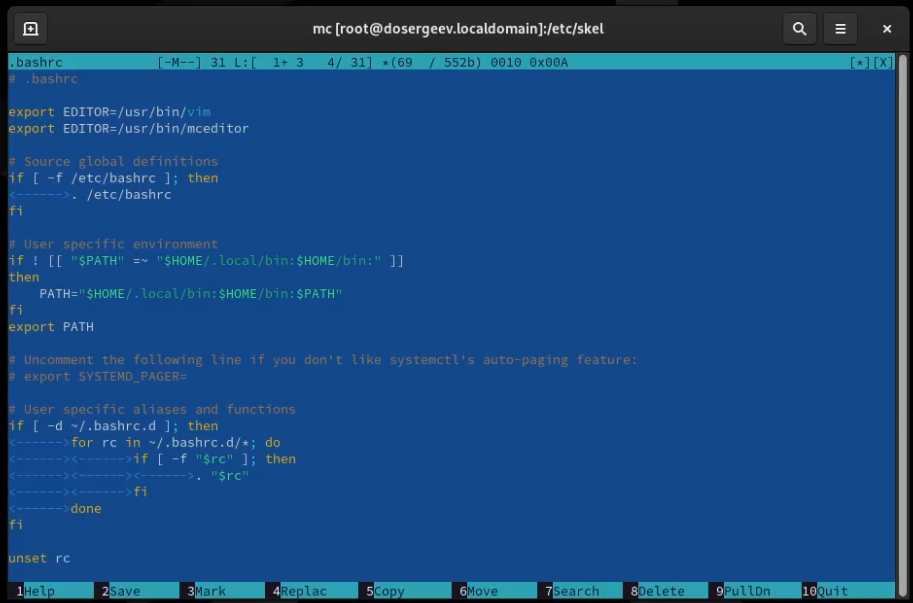 mc [root@dosergeev.localdomain]:/etc/skel
.bashrc            [-M--] 31 L:[  1+ 3   4/ 31] *(69  / 552b) 0010 0x00A                                    [*][X]
# .bashrc

export EDITOR=/usr/bin/vim
export EDITOR=/usr/bin/mceditor

# Source global definitions
if [ -f /etc/bashrc ]; then
<------>. /etc/bashrc
fi

# User specific environment
if ! [[ "$PATH" =~ "$HOME/.local/bin:$HOME/bin:" ]]
then
    PATH="$HOME/.local/bin:$HOME/bin:$PATH"
fi
export PATH

# Uncomment the following line if you don't like systemctl's auto-paging feature:
# export SYSTEMD_PAGER=

# User specific aliases and functions
if [ -d ~/.bashrc.d ]; then
<------>for rc in ~/.bashrc.d/*; do
<------><------>if [ -f "$rc" ]; then
<------><------><------>. "$rc"
<------><------>fi
<------>done
fi

unset rc
1Help 2Save 3Mark 4Replac 5Copy 6Move 7Search 8Delete 9PullDn 10Quit